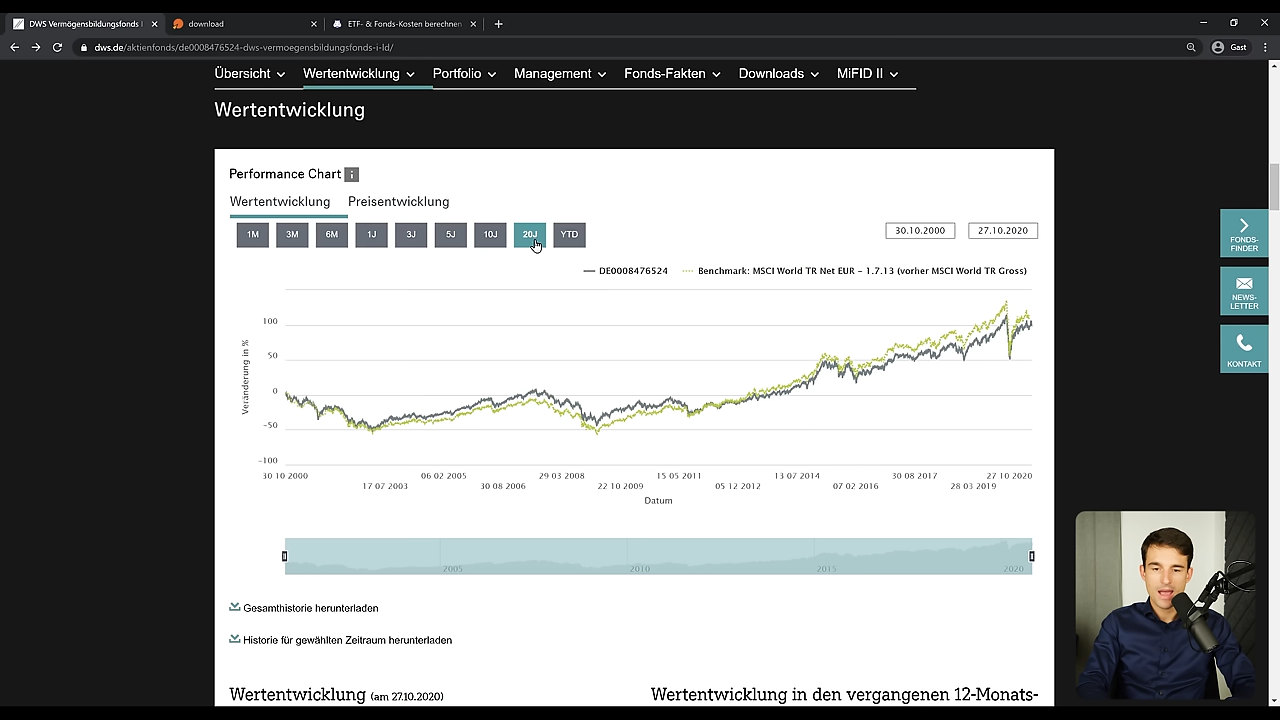 DWS Vermögensbildungsfonds I
download
ETF- & Fonds-Kosten berechnen
dws.de/aktienfonds/de0008476524-dws-vermoegensbildungsfonds-i-ld/
Gast
Übersicht
Wertentwicklung
Portfolio
Management
Fonds-Fakten
Downloads
MiFID II
Wertentwicklung
Performance Chart i
Wertentwicklung
Preisentwicklung
1M
3M
6M
1J
3J
5J
10J
20J
YTD
30.10.2000
27.10.2020
DE0008476524
Benchmark: MSCI World TR Net EUR - 1.7.13 (vorher MSCI World TR Gross)
Veränderung in %
100
50
0
-50
-100
30 10 2000
17 07 2003
06 02 2005
30 08 2006
29 03 2008
22 10 2009
15 05 2011
05 12 2012
13 07 2014
07 02 2016
30 08 2017
28 03 2019
27 10 2020
Datum
2005
2010
2015
2020
Gesamthistorie herunterladen
Historie für gewählten Zeitraum herunterladen
Wertentwicklung (am 27.10.2020)
Wertentwicklung in den vergangenen 12-Monats-
FONDS-
FINDER
NEWS-
LETTER
KONTAKT